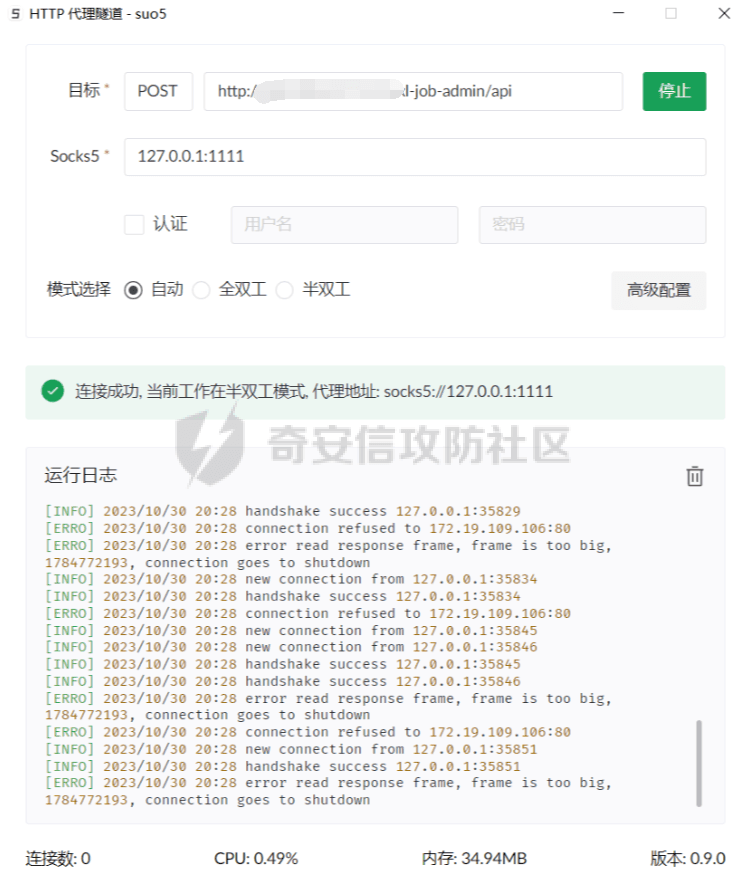 HTTP 代理隧道 - suo5
目标 * POST http:/ l-job-admin/api 停止
Socks5 * 127.0.0.1:1111
认证 用户名 密码
模式选择 自动 全双工 半双工 高级配置
连接成功, 当前工作在半双工模式, 代理地址: socks5://127.0.0.1:1111
奇安信攻防社区
运行日志
[INFO] 2023/10/30 20:28 handshake success 127.0.0.1:35829
[ERRO] 2023/10/30 20:28 connection refused to 172.19.109.106:80
[ERRO] 2023/10/30 20:28 error read response frame, frame is too big,
1784772193, connection goes to shutdown
[INFO] 2023/10/30 20:28 new connection from 127.0.0.1:35834
[INFO] 2023/10/30 20:28 handshake success 127.0.0.1:35834
[ERRO] 2023/10/30 20:28 connection refused to 172.19.109.106:80
[INFO] 2023/10/30 20:28 new connection from 127.0.0.1:35845
[INFO] 2023/10/30 20:28 new connection from 127.0.0.1:35846
[INFO] 2023/10/30 20:28 handshake success 127.0.0.1:35845
[INFO] 2023/10/30 20:28 handshake success 127.0.0.1:35846
[ERRO] 2023/10/30 20:28 error read response frame, frame is too big,
1784772193, connection goes to shutdown
[ERRO] 2023/10/30 20:28 connection refused to 172.19.109.106:80
[INFO] 2023/10/30 20:28 new connection from 127.0.0.1:35851
[INFO] 2023/10/30 20:28 handshake success 127.0.0.1:35851
[ERRO] 2023/10/30 20:28 error read response frame, frame is too big,
1784772193, connection goes to shutdown
连接数: 0 CPU: 0.49% 内存: 34.94MB 版本: 0.9.0